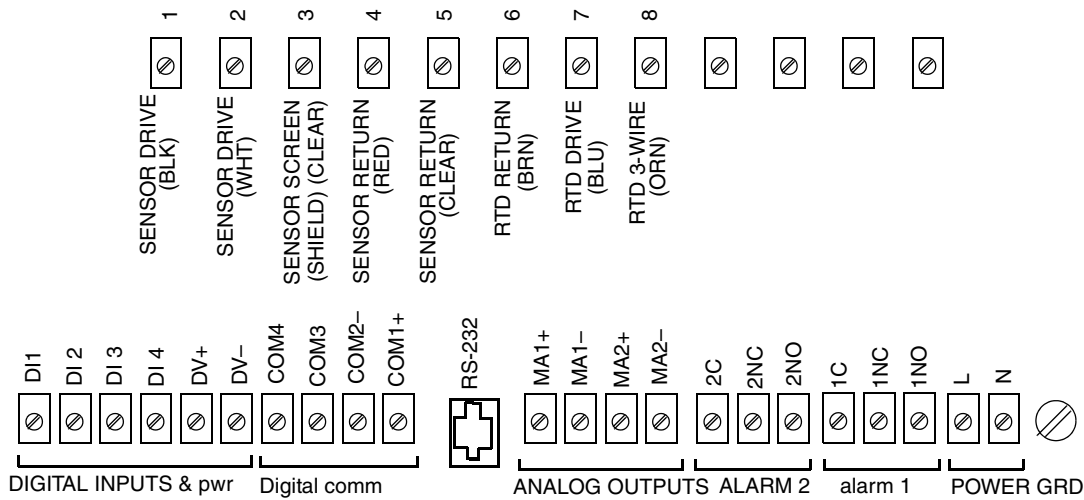 1
2
3
4
5
6
7
8
SENSOR DRIVE
(BLK)
SENSOR DRIVE
(WHT)
SENSOR SCREEN
(SHIELD) (CLEAR)
SENSOR RETURN
(RED)
SENSOR RETURN
(CLEAR)
RTD RETURN
(BRN)
RTD DRIVE
(BLU)
RTD 3-WIRE
(ORN)
DI1
DI 2
DI 3
DI 4
DV+
DV–
COM4
COM3
COM2–
COM1+
RS-232
MA1+
MA1–
MA2+
MA2–
2C
2NC
2NO
1C
1NC
1NO
L
N
DIGITAL INPUTS & pwr
Digital comm
ANALOG OUTPUTS
ALARM 2
alarm 1
POWER GRD